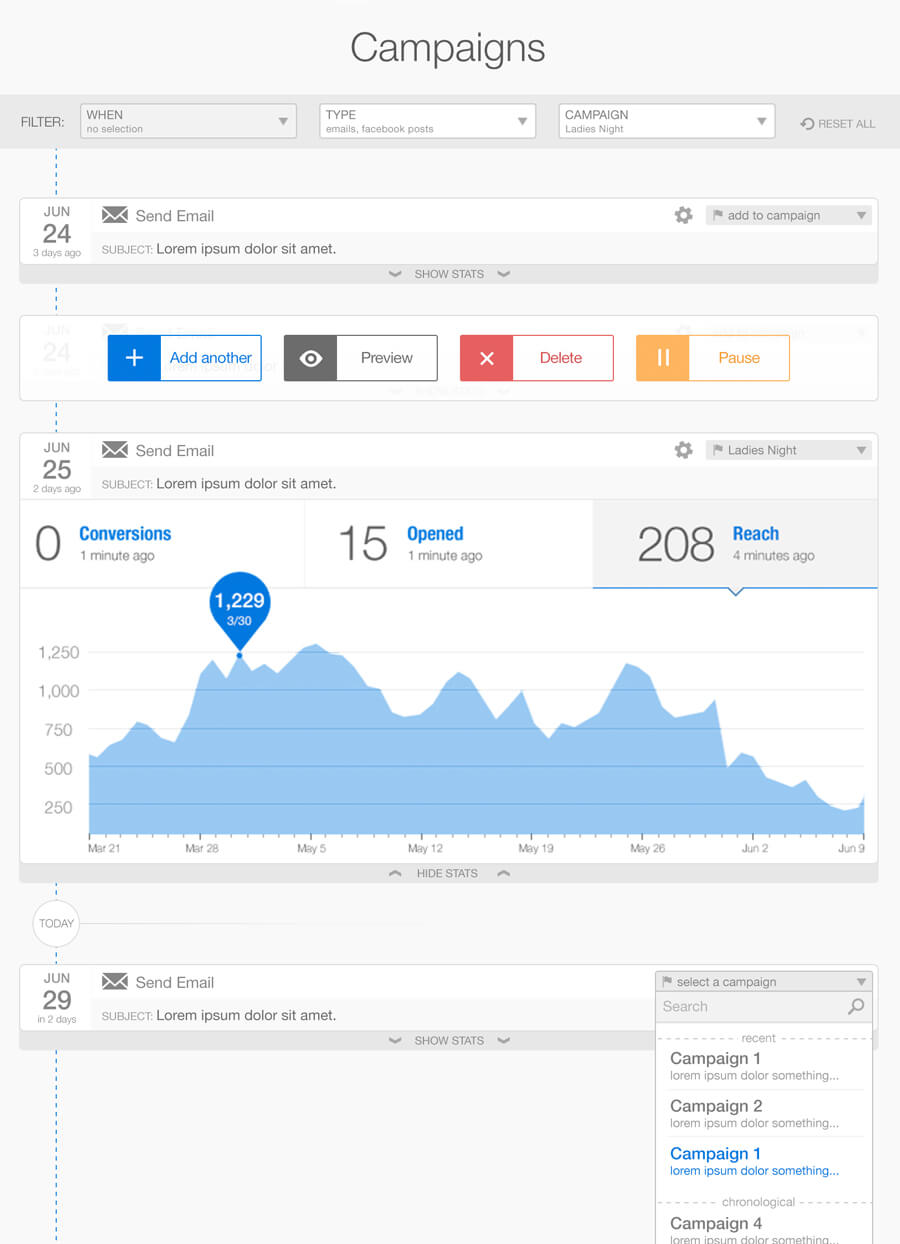 Campaigns
FILTER:
WHEN
no selection
TYPE
emails, facebook posts
CAMPAIGN
Ladies Night
RESET ALL
JUN
24
3 days ago
Send Email
add to campaign
SUBJECT: Lorem ipsum dolor sit amet.
SHOW STATS
JUN
24
Add another
Preview
Delete
Pause
JUN
25
2 days ago
Send Email
Ladies Night
SUBJECT: Lorem ipsum dolor sit amet.
0
Conversions
1 minute ago
15
Opened
1 minute ago
208
Reach
4 minutes ago
1,229
3/30
1,250
1,000
750
500
250
Mar 21 Mar 28 May 5 May 12 May 19 May 26 Jun 2 Jun 9
HIDE STATS
TODAY
JUN
29
in 2 days
Send Email
SUBJECT: Lorem ipsum dolor sit amet.
SHOW STATS
select a campaign
Search
recent
Campaign 1
lorem ipsum dolor something...
Campaign 2
lorem ipsum dolor something...
Campaign 1
lorem ipsum dolor something...
chronological
Campaign 4
lorem ipsum dolor something...